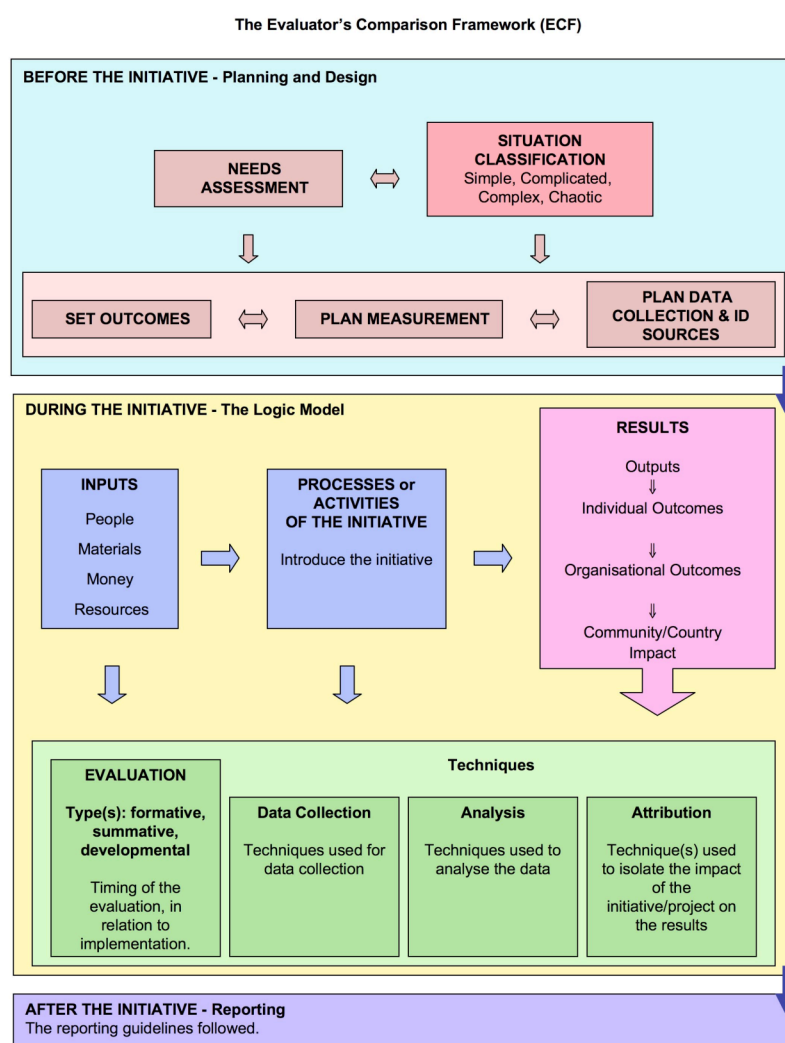 The Evaluator’s Comparison Framework (ECF)
BEFORE THE INITIATIVE - Planning and Design
NEEDS
ASSESSMENT
SITUATION
CLASSIFICATION
Simple, Complicated,
Complex, Chaotic
SET OUTCOMES
PLAN MEASUREMENT
PLAN DATA
COLLECTION & ID
SOURCES
DURING THE INITIATIVE - The Logic Model
INPUTS
People
Materials
Money
Resources
PROCESSES or
ACTIVITIES
OF THE INITIATIVE
Introduce the initiative
RESULTS
Outputs
Individual Outcomes
Organisational Outcomes
Community/Country
Impact
EVALUATION
Type(s): formative,
summative,
developmental
Timing of the
evaluation, in
relation to
implementation.
Techniques
Data Collection
Techniques used for
data collection
Analysis
Techniques used to
analyse the data
Attribution
Technique(s) used
to isolate the impact
of the
initiative/project on
the results
AFTER THE INITIATIVE - Reporting
The reporting guidelines followed.